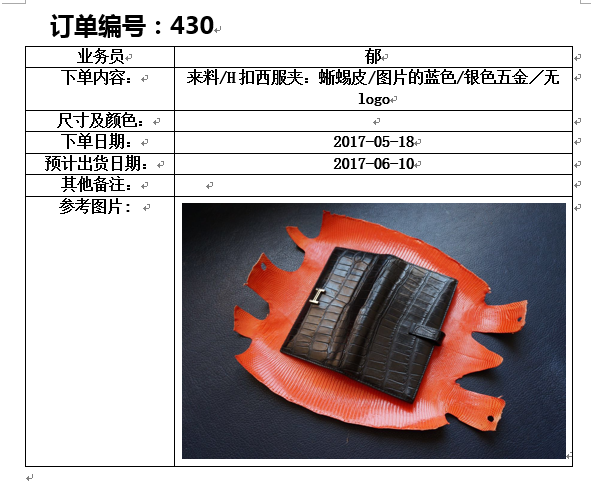 订单编号：430
业务员 郁
下单内容： 来料/H扣西服夹：蜥蜴皮/图片的蓝色/银色五金／无
logo
尺寸及颜色：
下单日期： 2017-05-18
预计出货日期： 2017-06-10
其他备注：
参考图片：